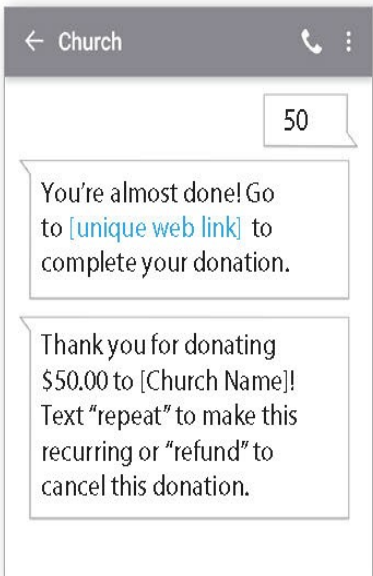 Church
50
You're almost done! Go
to [unique web link] to
complete your donation.
Thank you for donating
$50.00 to [Church Name]!
Text “repeat” to make this
recurring or “refund” to
cancel this donation.